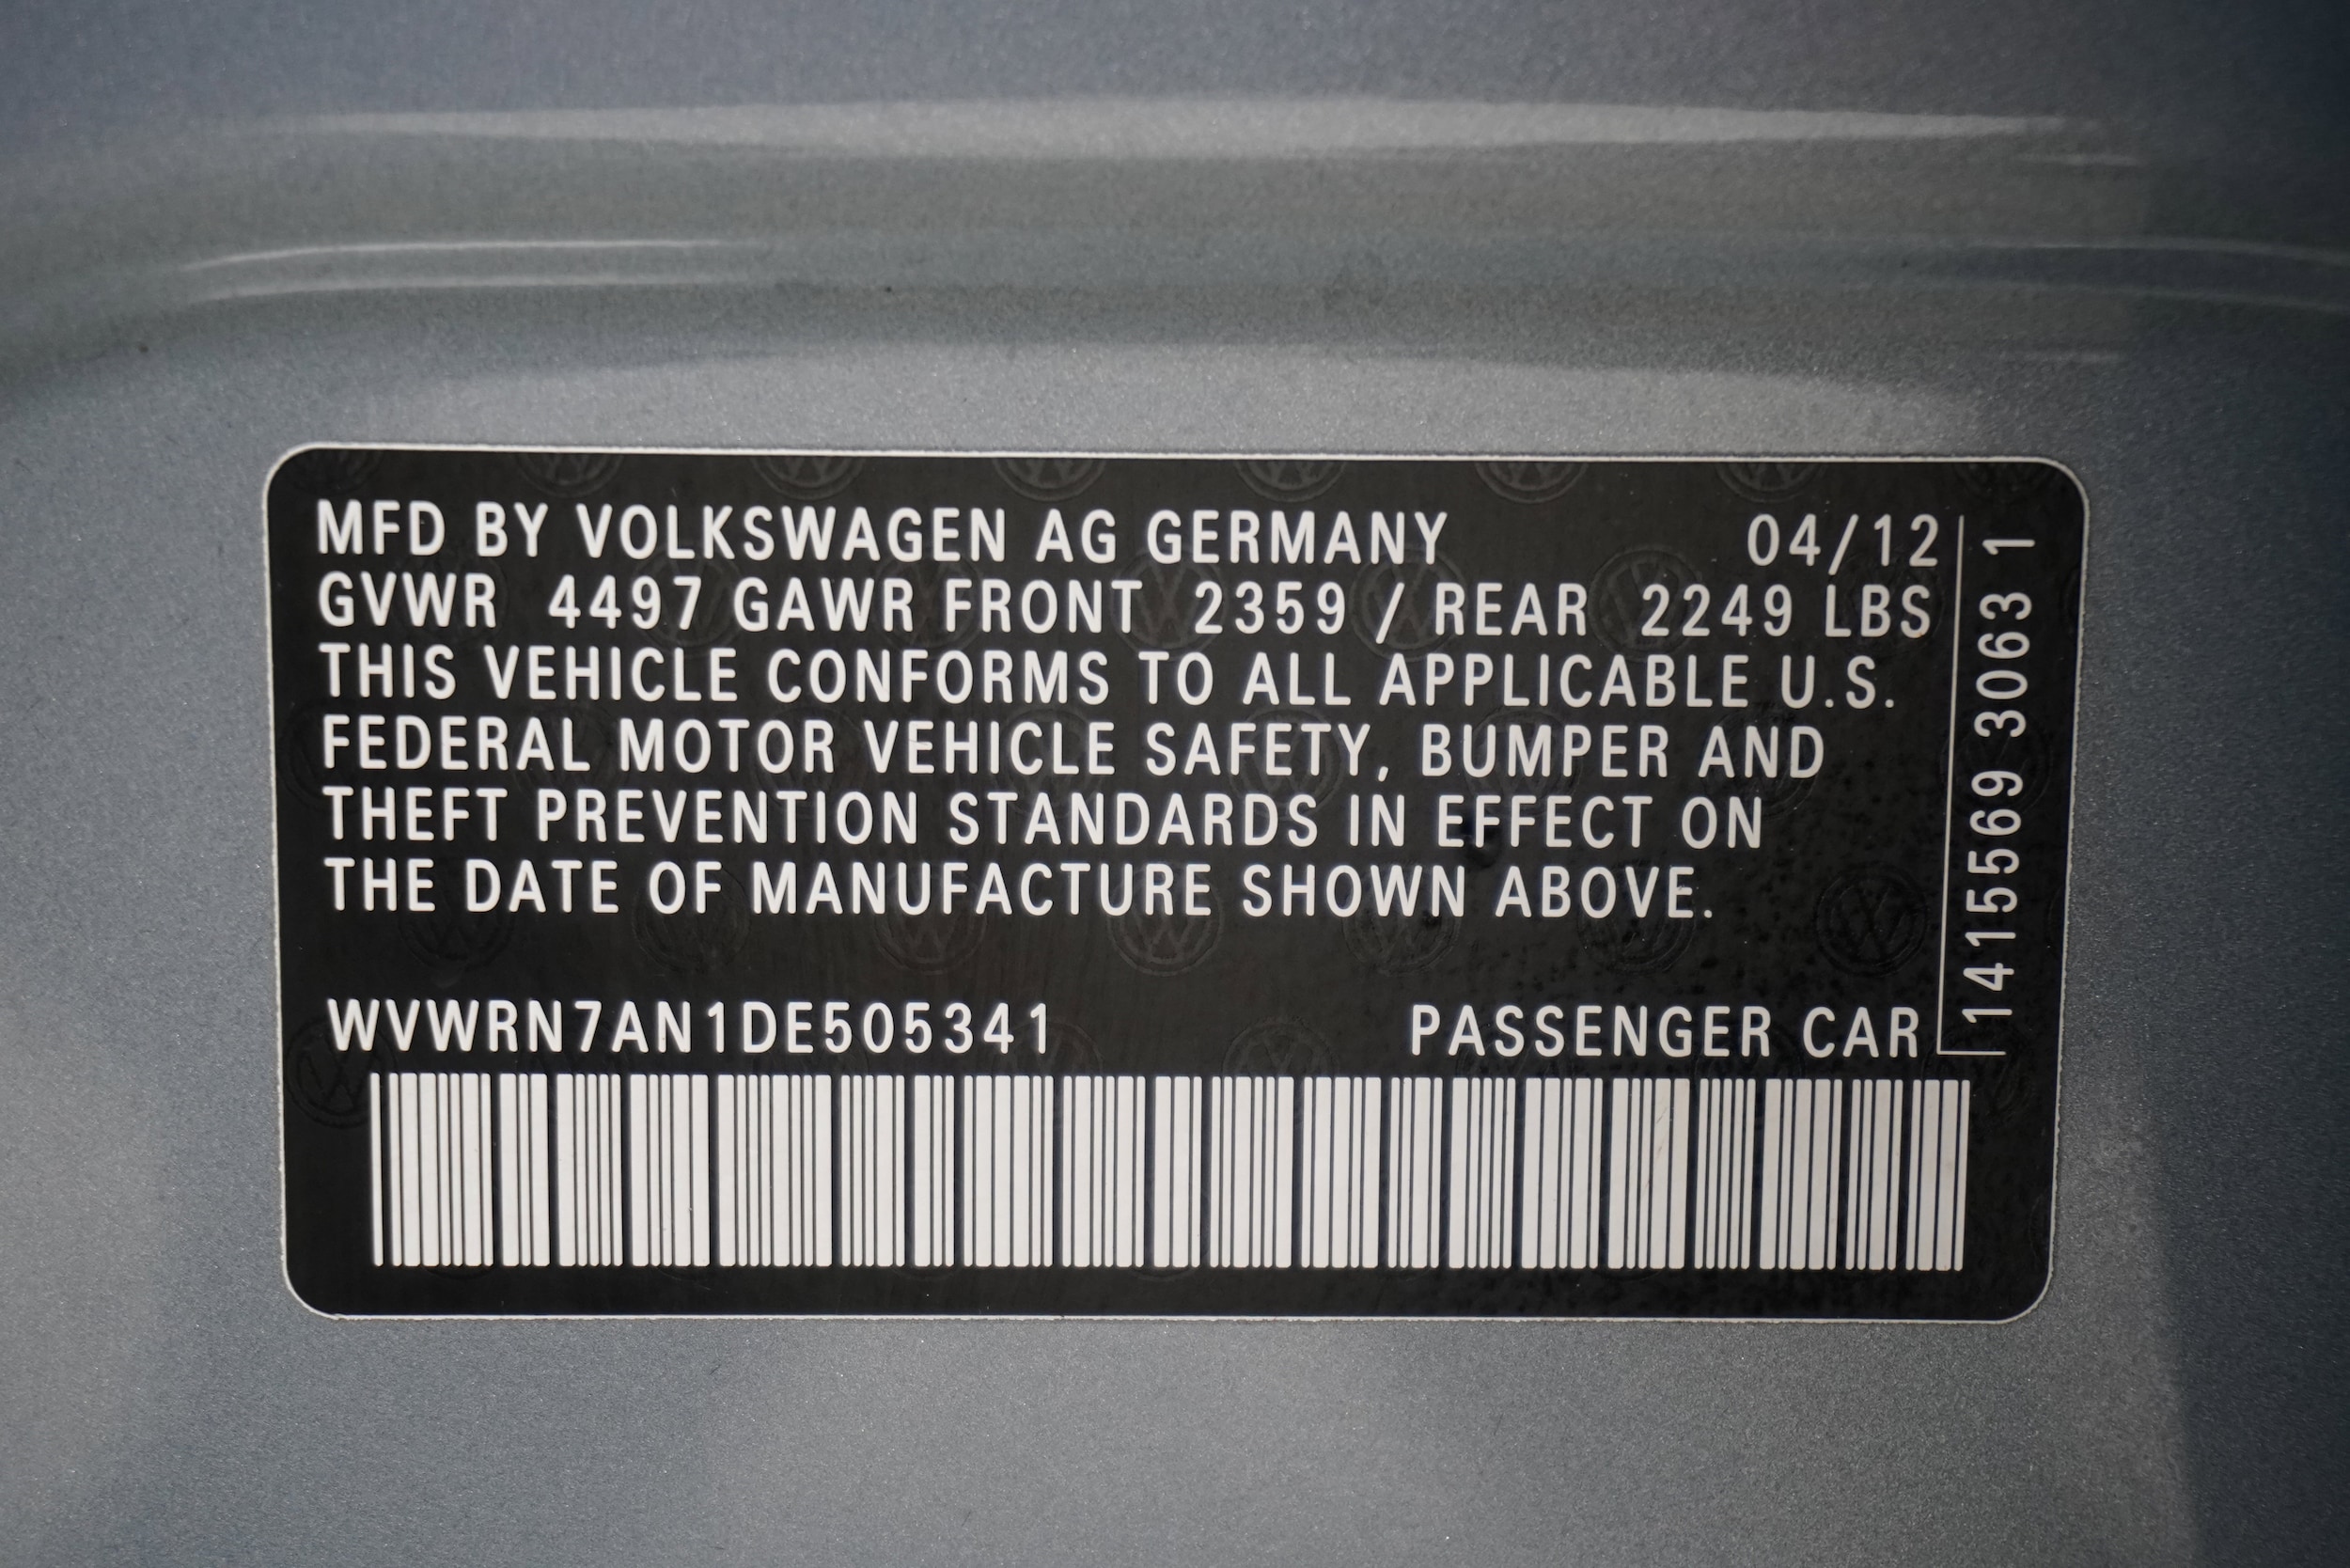 MFD BY VOLKSWAGEN AG GERMANY 04/12
GVWR 4497 GAWR FRONT 2359 / REAR 2249 LBS
THIS VEHICLE CONFORMS TO ALL APPLICABLE U.S.
FEDERAL MOTOR VEHICLE SAFETY, BUMPER AND
THEFT PREVENTION STANDARDS IN EFFECT ON
THE DATE OF MANUFACTURE SHOWN ABOVE.
WVWRN7AN1DE505341 PASSENGER CAR
1415569 3063 1